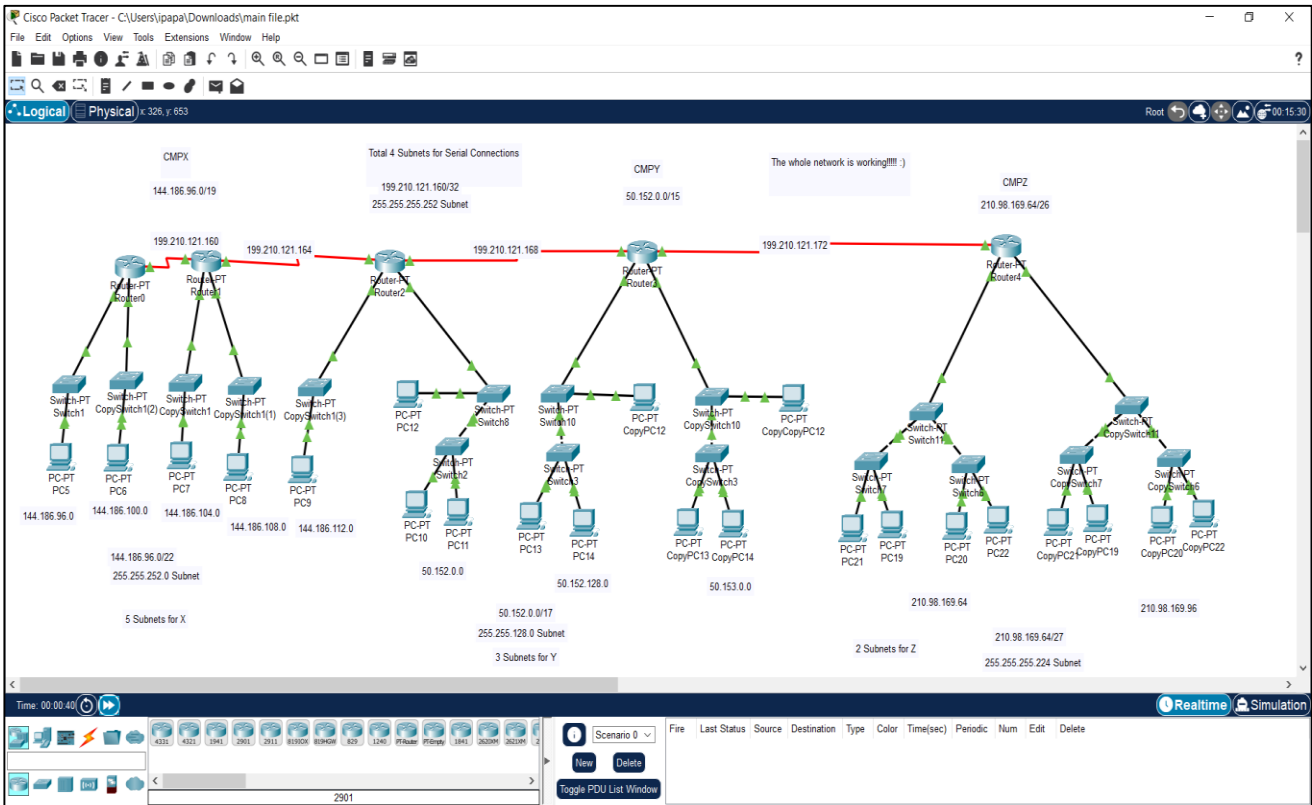 Cisco Packet Tracer - C:\Users\ipapa\Downloads\main file.pkt
File Edit Options View Tools Extensions Window Help
Logical Physical x: 326, y: 653 Root 00:15:30
CMPX
144.186.96.0/19
Total 4 Subnets for Serial Connections
199.210.121.160/32
255.255.255.252 Subnet
CMPY
50.152.0.0/15
The whole network is working!!!!! :)
CMPZ
210.98.169.64/26
199.210.121.160
199.210.121.164
199.210.121.168
199.210.121.172
Router-PT
Router0
Router-PT
Router1
Router-PT
Router2
Router-PT
Router3
Router-PT
Router4
Switch-PT
Switch1
Switch-PT
CopySwitch1(2)
Switch-PT
CopySwitch1
Switch-PT
CopySwitch1(1)
Switch-PT
CopySwitch1(3)
PC-PT
PC12
Switch-PT
Switch8
Switch-PT
Switch10
PC-PT
CopyPC12
Switch-PT
CopySwitch10
PC-PT
CopyCopyPC12
Switch-PT
Switch11
Switch-PT
CopySwitch11
PC-PT
PC5
PC-PT
PC6
PC-PT
PC7
PC-PT
PC8
PC-PT
PC9
Switch-PT
Switch2
Switch-PT
Switch3
Switch-PT
CopySwitch3
Switch-PT
Switch7
Switch-PT
Switch6
Switch-PT
CopySwitch7
Switch-PT
CopySwitch6
PC-PT
PC10
PC-PT
PC11
PC-PT
PC13
PC-PT
PC14
PC-PT
CopyPC13
PC-PT
CopyPC14
PC-PT
PC21
PC-PT
PC19
PC-PT
PC20
PC-PT
PC22
PC-PT
CopyPC21
PC-PT
CopyPC19
PC-PT
CopyPC20
PC-PT
CopyPC22
144.186.96.0
144.186.100.0
144.186.104.0
144.186.108.0
144.186.112.0
144.186.96.0/22
255.255.252.0 Subnet
5 Subnets for X
50.152.0.0
50.152.128.0
50.153.0.0
50.152.0.0/17
255.255.128.0 Subnet
3 Subnets for Y
210.98.169.64
210.98.169.96
2 Subnets for Z
210.98.169.64/27
255.255.255.224 Subnet
Time: 00:00:40 Realtime Simulation
4331 4321 1941 2901 2911 819IOX 819HGW 829 1240 PT-Router PT-Empty 1841 2620XM 2621XM
2901
Scenario 0
New Delete
Toggle PDU List Window
Fire Last Status Source Destination Type Color Time(sec) Periodic Num Edit Delete